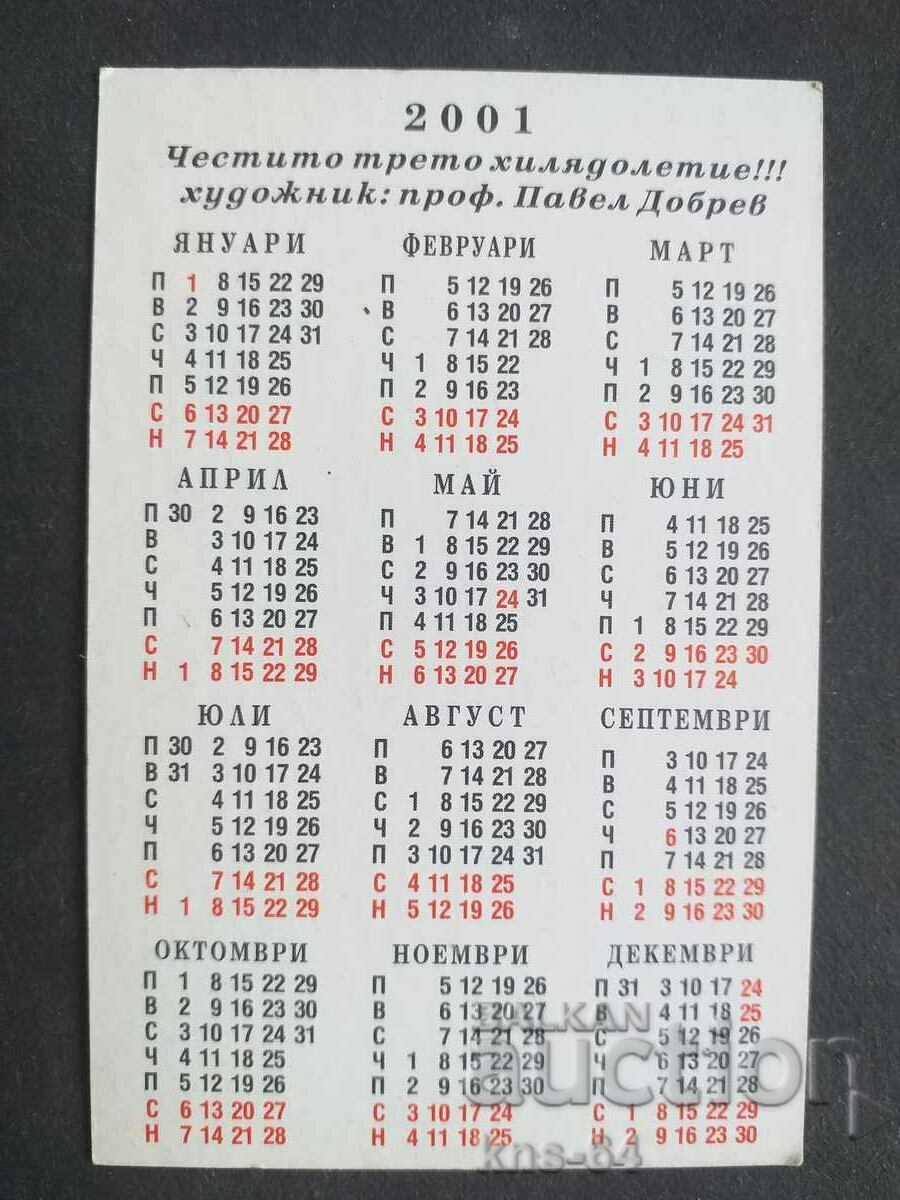 2001
Честито трето хилядолетие!!!
художник: проф. Павел Добрев
ЯНУАРИ
П 1 8 15 22 29
В 2 9 16 23 30
С 3 10 17 24 31
Ч 4 11 18 25
П 5 12 19 26
С 6 13 20 27
Н 7 14 21 28
ФЕВРУАРИ
П 5 12 19 26
В 6 13 20 27
С 7 14 21 28
Ч 1 8 15 22
П 2 9 16 23
С 3 10 17 24
Н 4 11 18 25
МАРТ
П 5 12 19 26
В 6 13 20 27
С 7 14 21 28
Ч 1 8 15 22 29
П 2 9 16 23 30
С 3 10 17 24 31
Н 4 11 18 25
АПРИЛ
П 30 2 9 16 23
В 3 10 17 24
С 4 11 18 25
Ч 5 12 19 26
П 6 13 20 27
С 7 14 21 28
Н 1 8 15 22 29
МАЙ
П 7 14 21 28
В 1 8 15 22 29
С 2 9 16 23 30
Ч 3 10 17 24 31
П 4 11 18 25
С 5 12 19 26
Н 6 13 20 27
ЮНИ
П 4 11 18 25
В 5 12 19 26
С 6 13 20 27
Ч 7 14 21 28
П 1 8 15 22 29
С 2 9 16 23 30
Н 3 10 17 24
ЮЛИ
П 30 2 9 16 23
В 31 3 10 17 24
С 4 11 18 25
Ч 5 12 19 26
П 6 13 20 27
С 7 14 21 28
Н 1 8 15 22 29
АВГУСТ
П 6 13 20 27
В 7 14 21 28
С 1 8 15 22 29
Ч 2 9 16 23 30
П 3 10 17 24 31
С 4 11 18 25
Н 5 12 19 26
СЕПТЕМВРИ
П 3 10 17 24
В 4 11 18 25
С 5 12 19 26
Ч 6 13 20 27
П 7 14 21 28
С 1 8 15 22 29
Н 2 9 16 23 30
ОКТОМВРИ
П 1 8 15 22 29
В 2 9 16 23 30
С 3 10 17 24 31
Ч 4 11 18 25
П 5 12 19 26
С 6 13 20 27
Н 7 14 21 28
НОЕМВРИ
П 5 12 19 26
В 6 13 20 27
С 7 14 21 28
Ч 1 8 15 22 29
П 2 9 16 23 30
С 3 10 17 24
Н 4 11 18 25
ДЕКЕМВРИ
П 31 3 10 17 24
В 4 11 18 25
С 5 12 19 26
Ч 6 13 20 27
П 7 14 21 28
С 1 8 15 22 29
Н 2 9 16 23 30
BALKAN
auction
kns-64